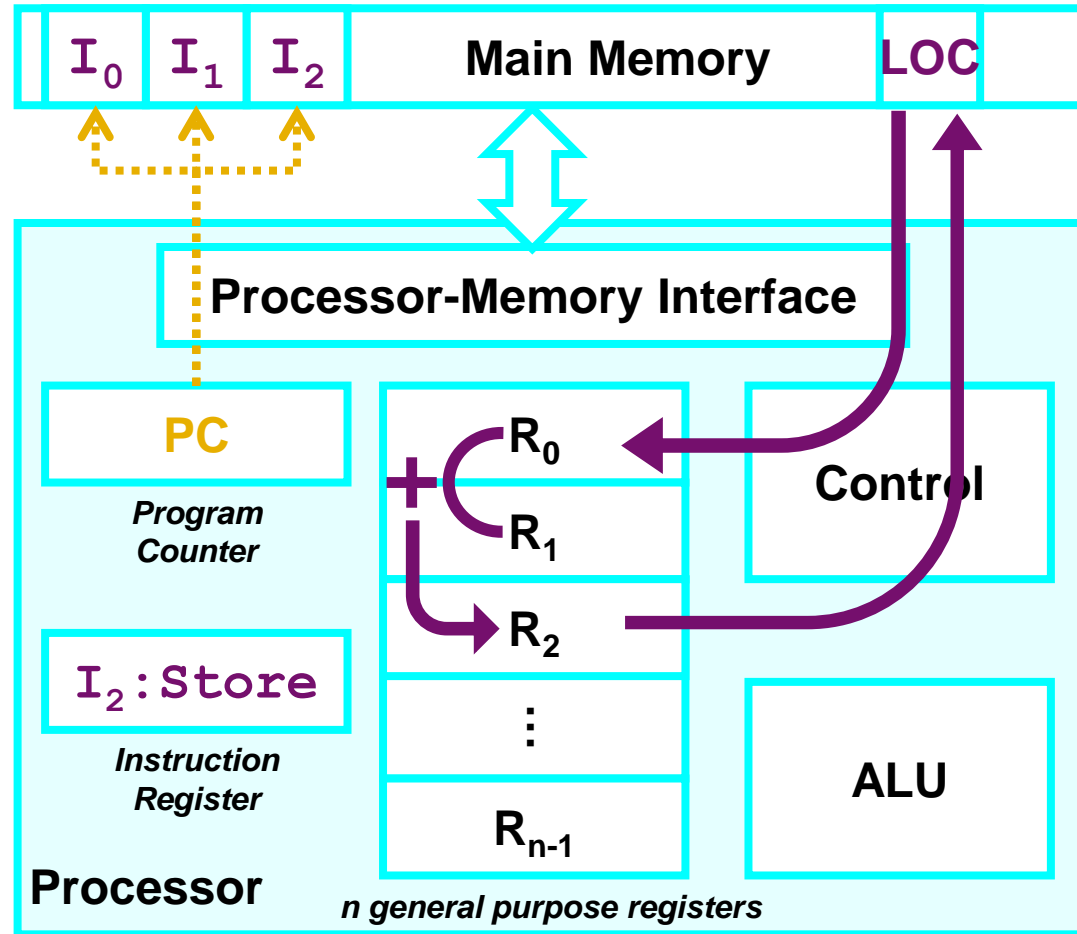 I0 I1 I2 Main Memory LOC
Processor-Memory Interface
PC
Program
Counter
R0
+
R1
Control
R2
I2:Store
Instruction
Register
⋮
ALU
Rn-1
Processor
n general purpose registers